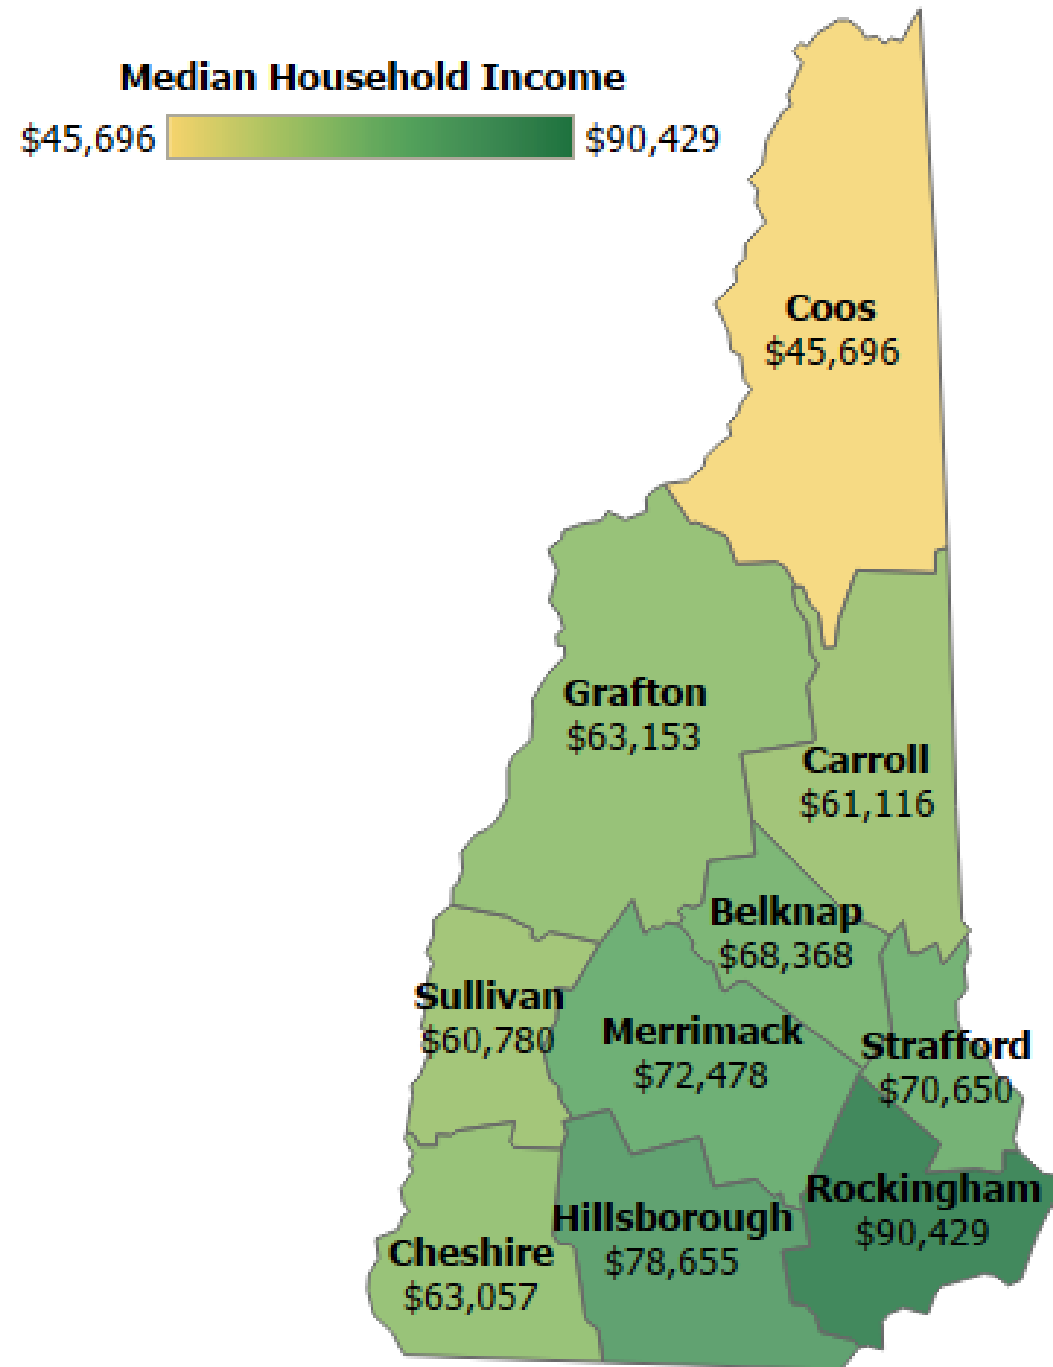 Median Household Income
$45,696 $90,429
Coos
$45,696
Grafton
$63,153
Carroll
$61,116
Belknap
$68,368
Sullivan
$60,780
Merrimack
$72,478
Strafford
$70,650
Rockingham
$90,429
Hillsborough
$78,655
Cheshire
$63,057